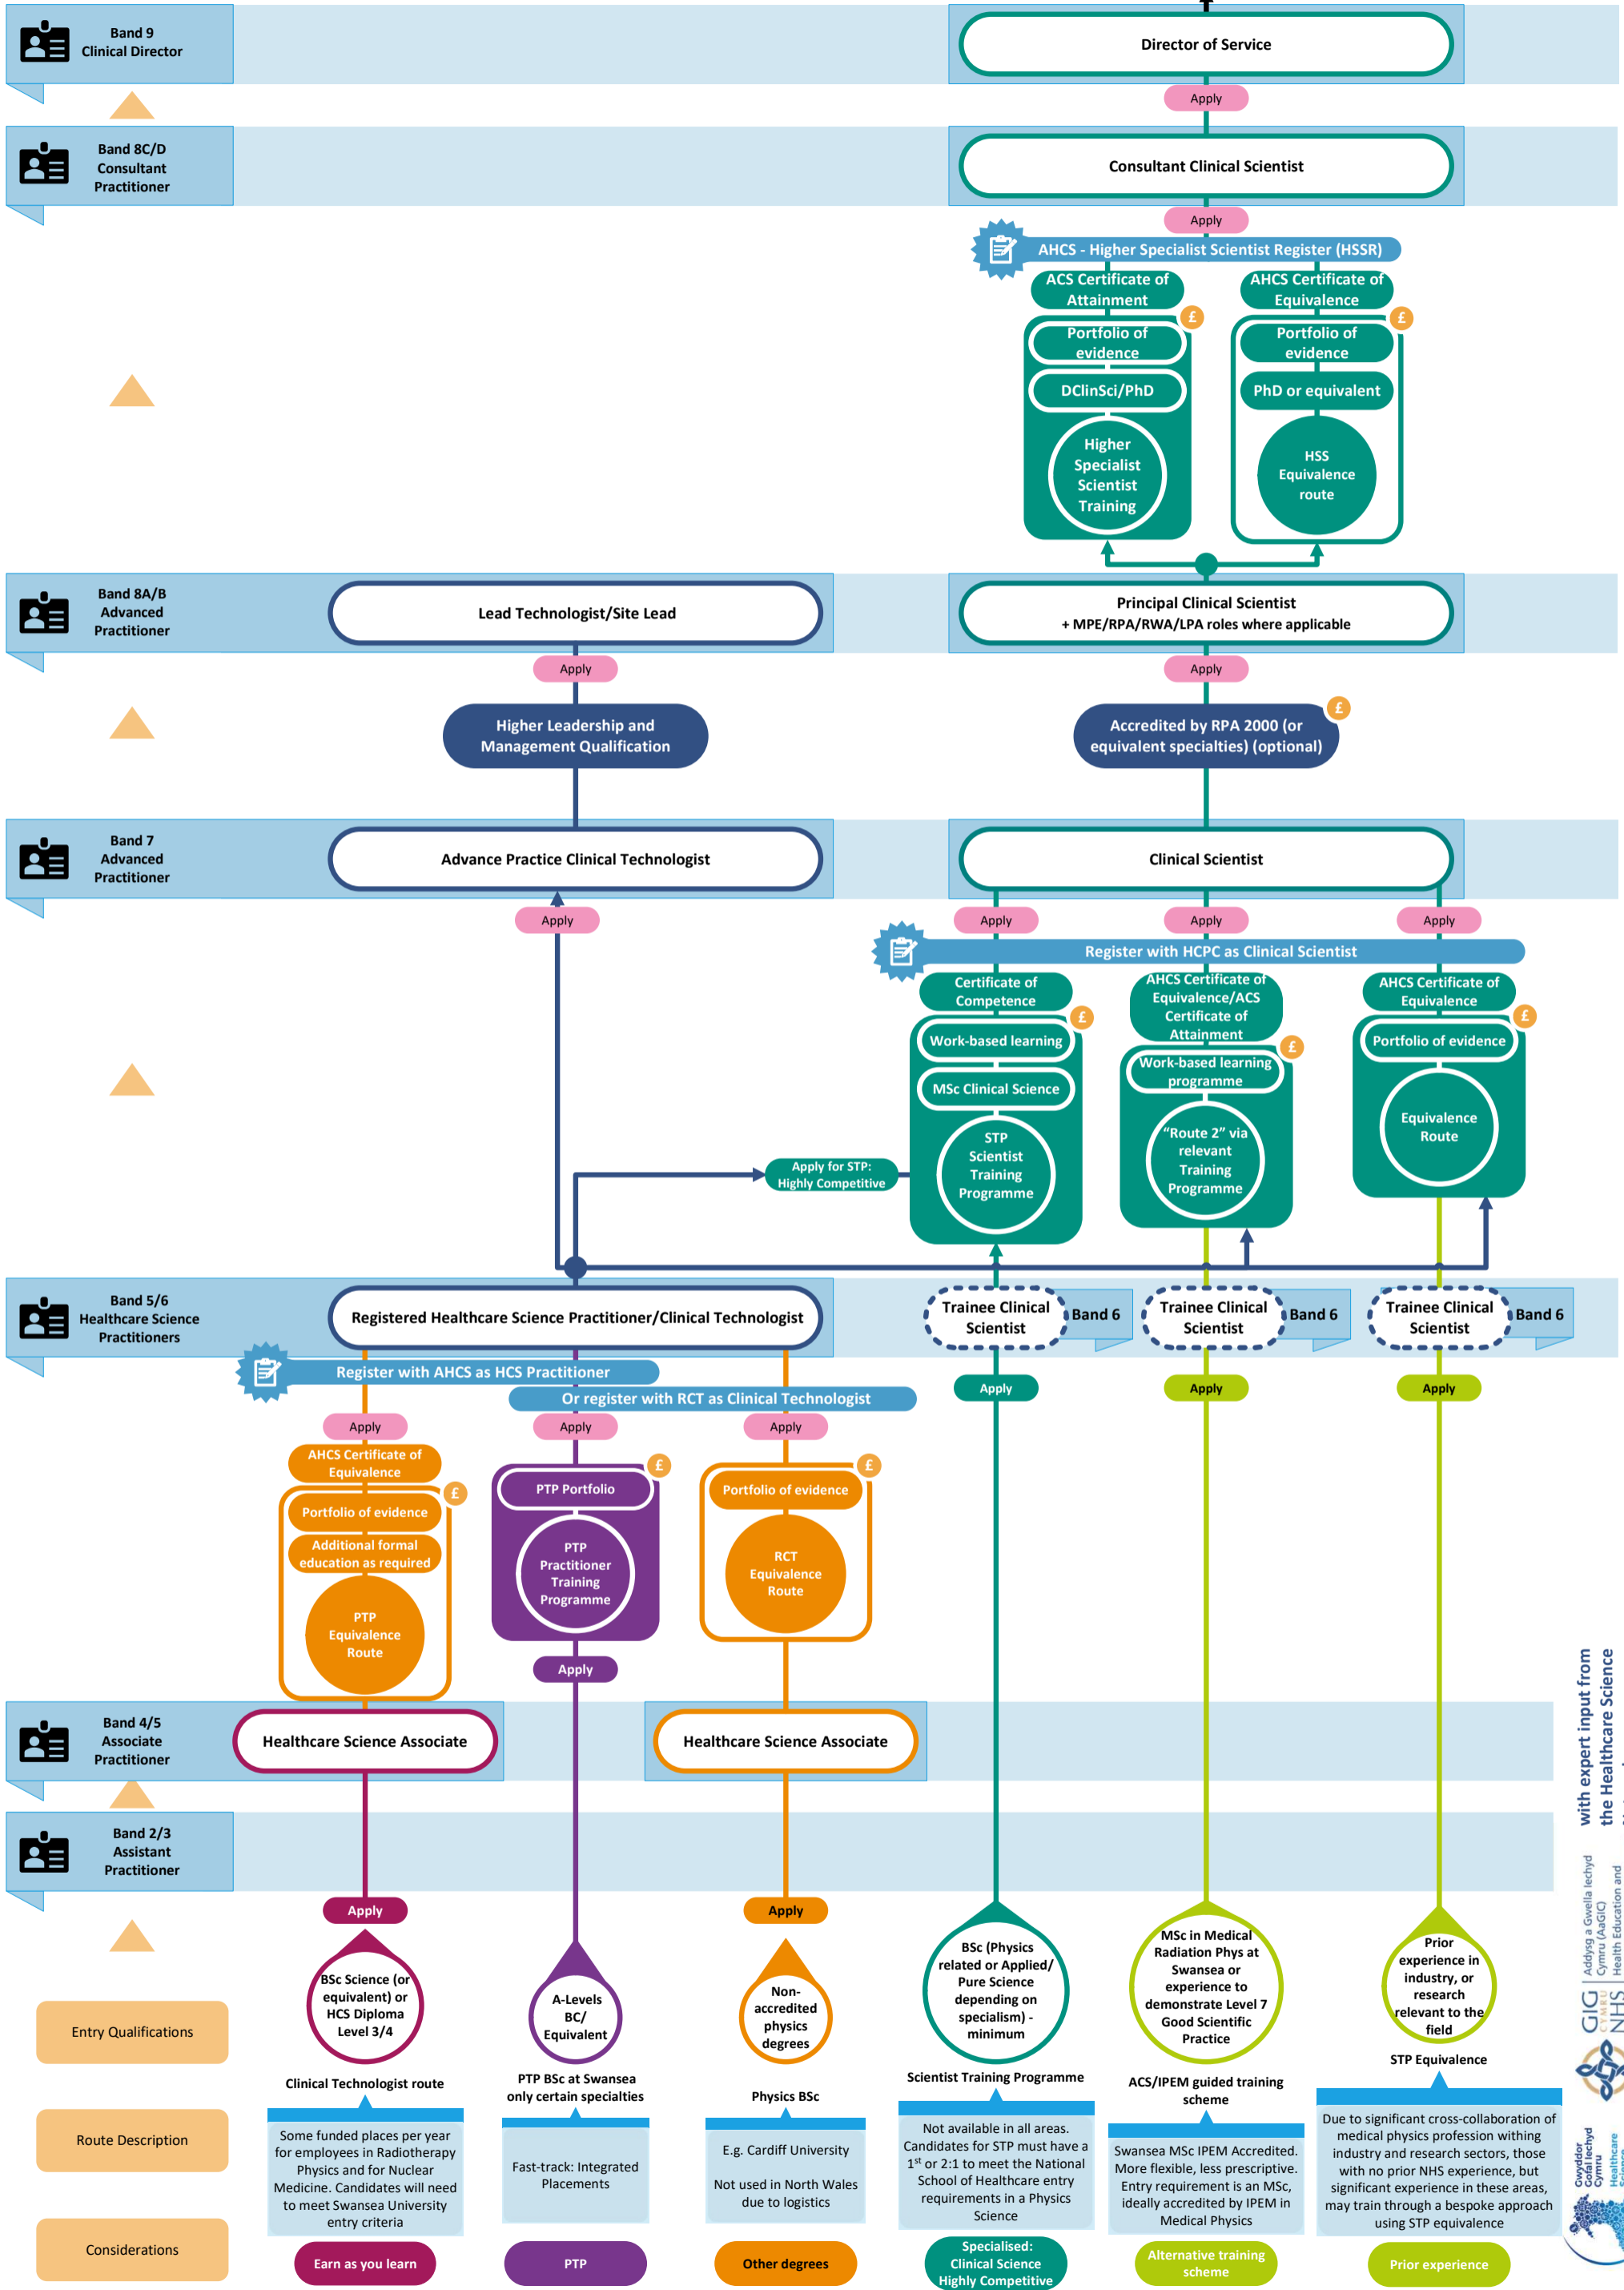 Band 9
Clinical Director
Director of Service
Apply
Band 8C/D
Consultant
Practitioner
Consultant Clinical Scientist
Apply
AHCS - Higher Specialist Scientist Register (HSSR)
ACS Certificate of
Attainment
AHCS Certificate of
Equivalence
£
£
Portfolio of
evidence
Portfolio of
evidence
DClinSci/PhD
PhD or equivalent
Higher
Specialist
Scientist
Training
HSS
Equivalence
route
Band 8A/B
Advanced
Practitioner
Lead Technologist/Site Lead
Principal Clinical Scientist
+ MPE/RPA/RWA/LPA roles where applicable
Apply
Apply
Higher Leadership and
Management Qualification
£
Accredited by RPA 2000 (or
equivalent specialties) (optional)
Band 7
Advanced
Practitioner
Advance Practice Clinical Technologist
Clinical Scientist
Apply
Apply
Apply
Apply
Register with HCPC as Clinical Scientist
Certificate of
Competence
AHCS Certificate of
Equivalence/ACS
Certificate of
Attainment
AHCS Certificate of
Equivalence
£
£
£
Work-based learning
MSc Clinical Science
STP
Scientist
Training
Programme
Work-based learning
programme
"Route 2" via
relevant
Training
Programme
Portfolio of evidence
Equivalence
Route
Apply for STP:
Highly Competitive
Band 5/6
Healthcare Science
Practitioners
Registered Healthcare Science Practitioner/Clinical Technologist
Trainee Clinical
Scientist
Band 6
Trainee Clinical
Scientist
Band 6
Trainee Clinical
Scientist
Band 6
Register with AHCS as HCS Practitioner
Or register with RCT as Clinical Technologist
Apply
Apply
Apply
Apply
Apply
Apply
AHCS Certificate of
Equivalence
£
Portfolio of evidence
Additional formal
education as required
PTP
Equivalence
Route
£
PTP Portfolio
PTP
Practitioner
Training
Programme
Apply
£
Portfolio of evidence
RCT
Equivalence
Route
Band 4/5
Associate
Practitioner
Healthcare Science Associate
Healthcare Science Associate
Band 2/3
Assistant
Practitioner
Apply
Apply
Entry Qualifications
BSc Science (or
equivalent) or
HCS Diploma
Level 3/4
A-Levels
BC/
Equivalent
Non-
accredited
physics
degrees
BSc (Physics
related or Applied/
Pure Science
depending on
specialism) -
minimum
MSc in Medical
Radiation Phys at
Swansea or
experience to
demonstrate Level 7
Good Scientific
Practice
Prior
experience in
industry, or
research
relevant to the
field
Route Description
Clinical Technologist route
PTP BSc at Swansea
only certain specialties
Physics BSc
Scientist Training Programme
ACS/IPEM guided training
scheme
STP Equivalence
Considerations
Some funded places per year
for employees in Radiotherapy
Physics and for Nuclear
Medicine. Candidates will need
to meet Swansea University
entry criteria
Fast-track: Integrated
Placements
E.g. Cardiff University
Not used in North Wales
due to logistics
Not available in all areas.
Candidates for STP must have a
1st or 2:1 to meet the National
School of Healthcare entry
requirements in a Physics
Science
Swansea MSc IPEM Accredited.
More flexible, less prescriptive.
Entry requirement is an MSc,
ideally accredited by IPEM in
Medical Physics
Due to significant cross-collaboration of
medical physics profession withing
industry and research sectors, those
with no prior NHS experience, but
significant experience in these areas,
may train through a bespoke approach
using STP equivalence
Earn as you learn
PTP
Other degrees
Specialised:
Clinical Science
Highly Competitive
Alternative training
scheme
Prior experience
with expert input from
the Healthcare Science
GIG
CYMRU
NHS
Addysg a Gwella Iechyd
Cymru (AaGIC)
Health Education and
Gwyddor
Gofal Iechyd
Cymru
Healthcare